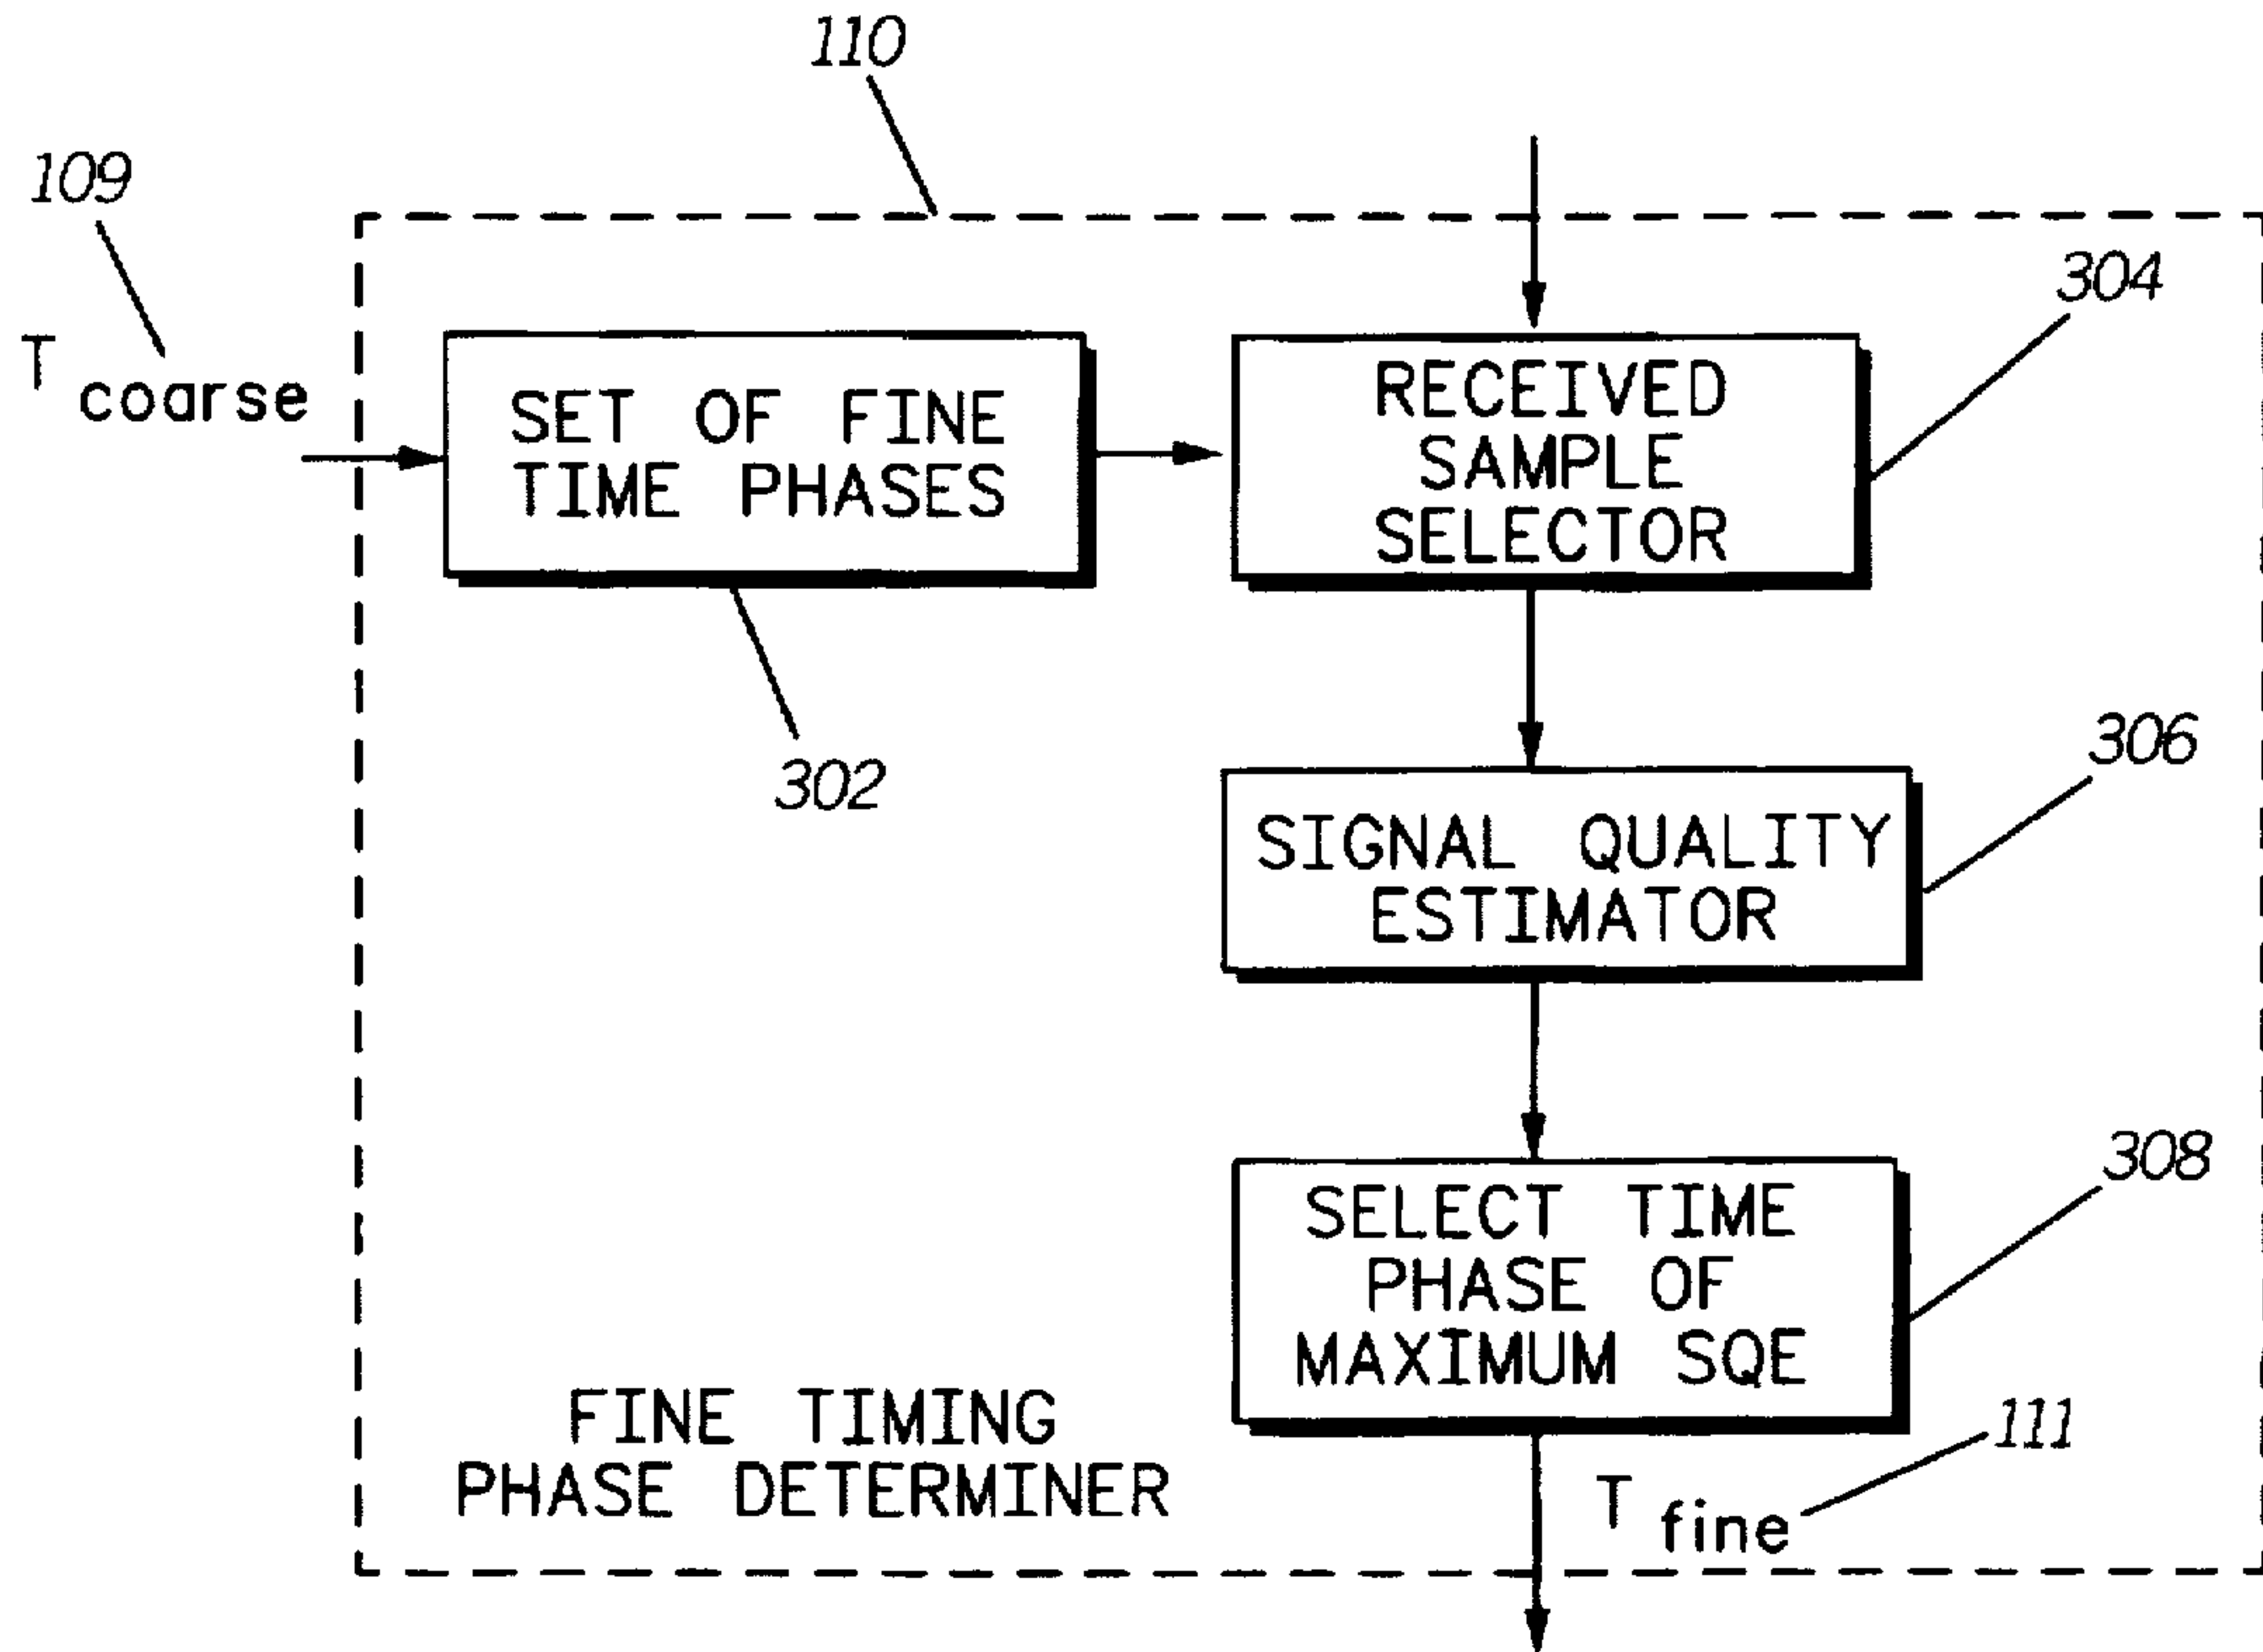 110
109
T coarse
304
SET OF FINE
TIME PHASES
RECEIVED
SAMPLE
SELECTOR
302
306
SIGNAL QUALITY
ESTIMATOR
308
SELECT TIME
PHASE OF
MAXIMUM SQE
FINE TIMING
PHASE DETERMINER
111
T fine